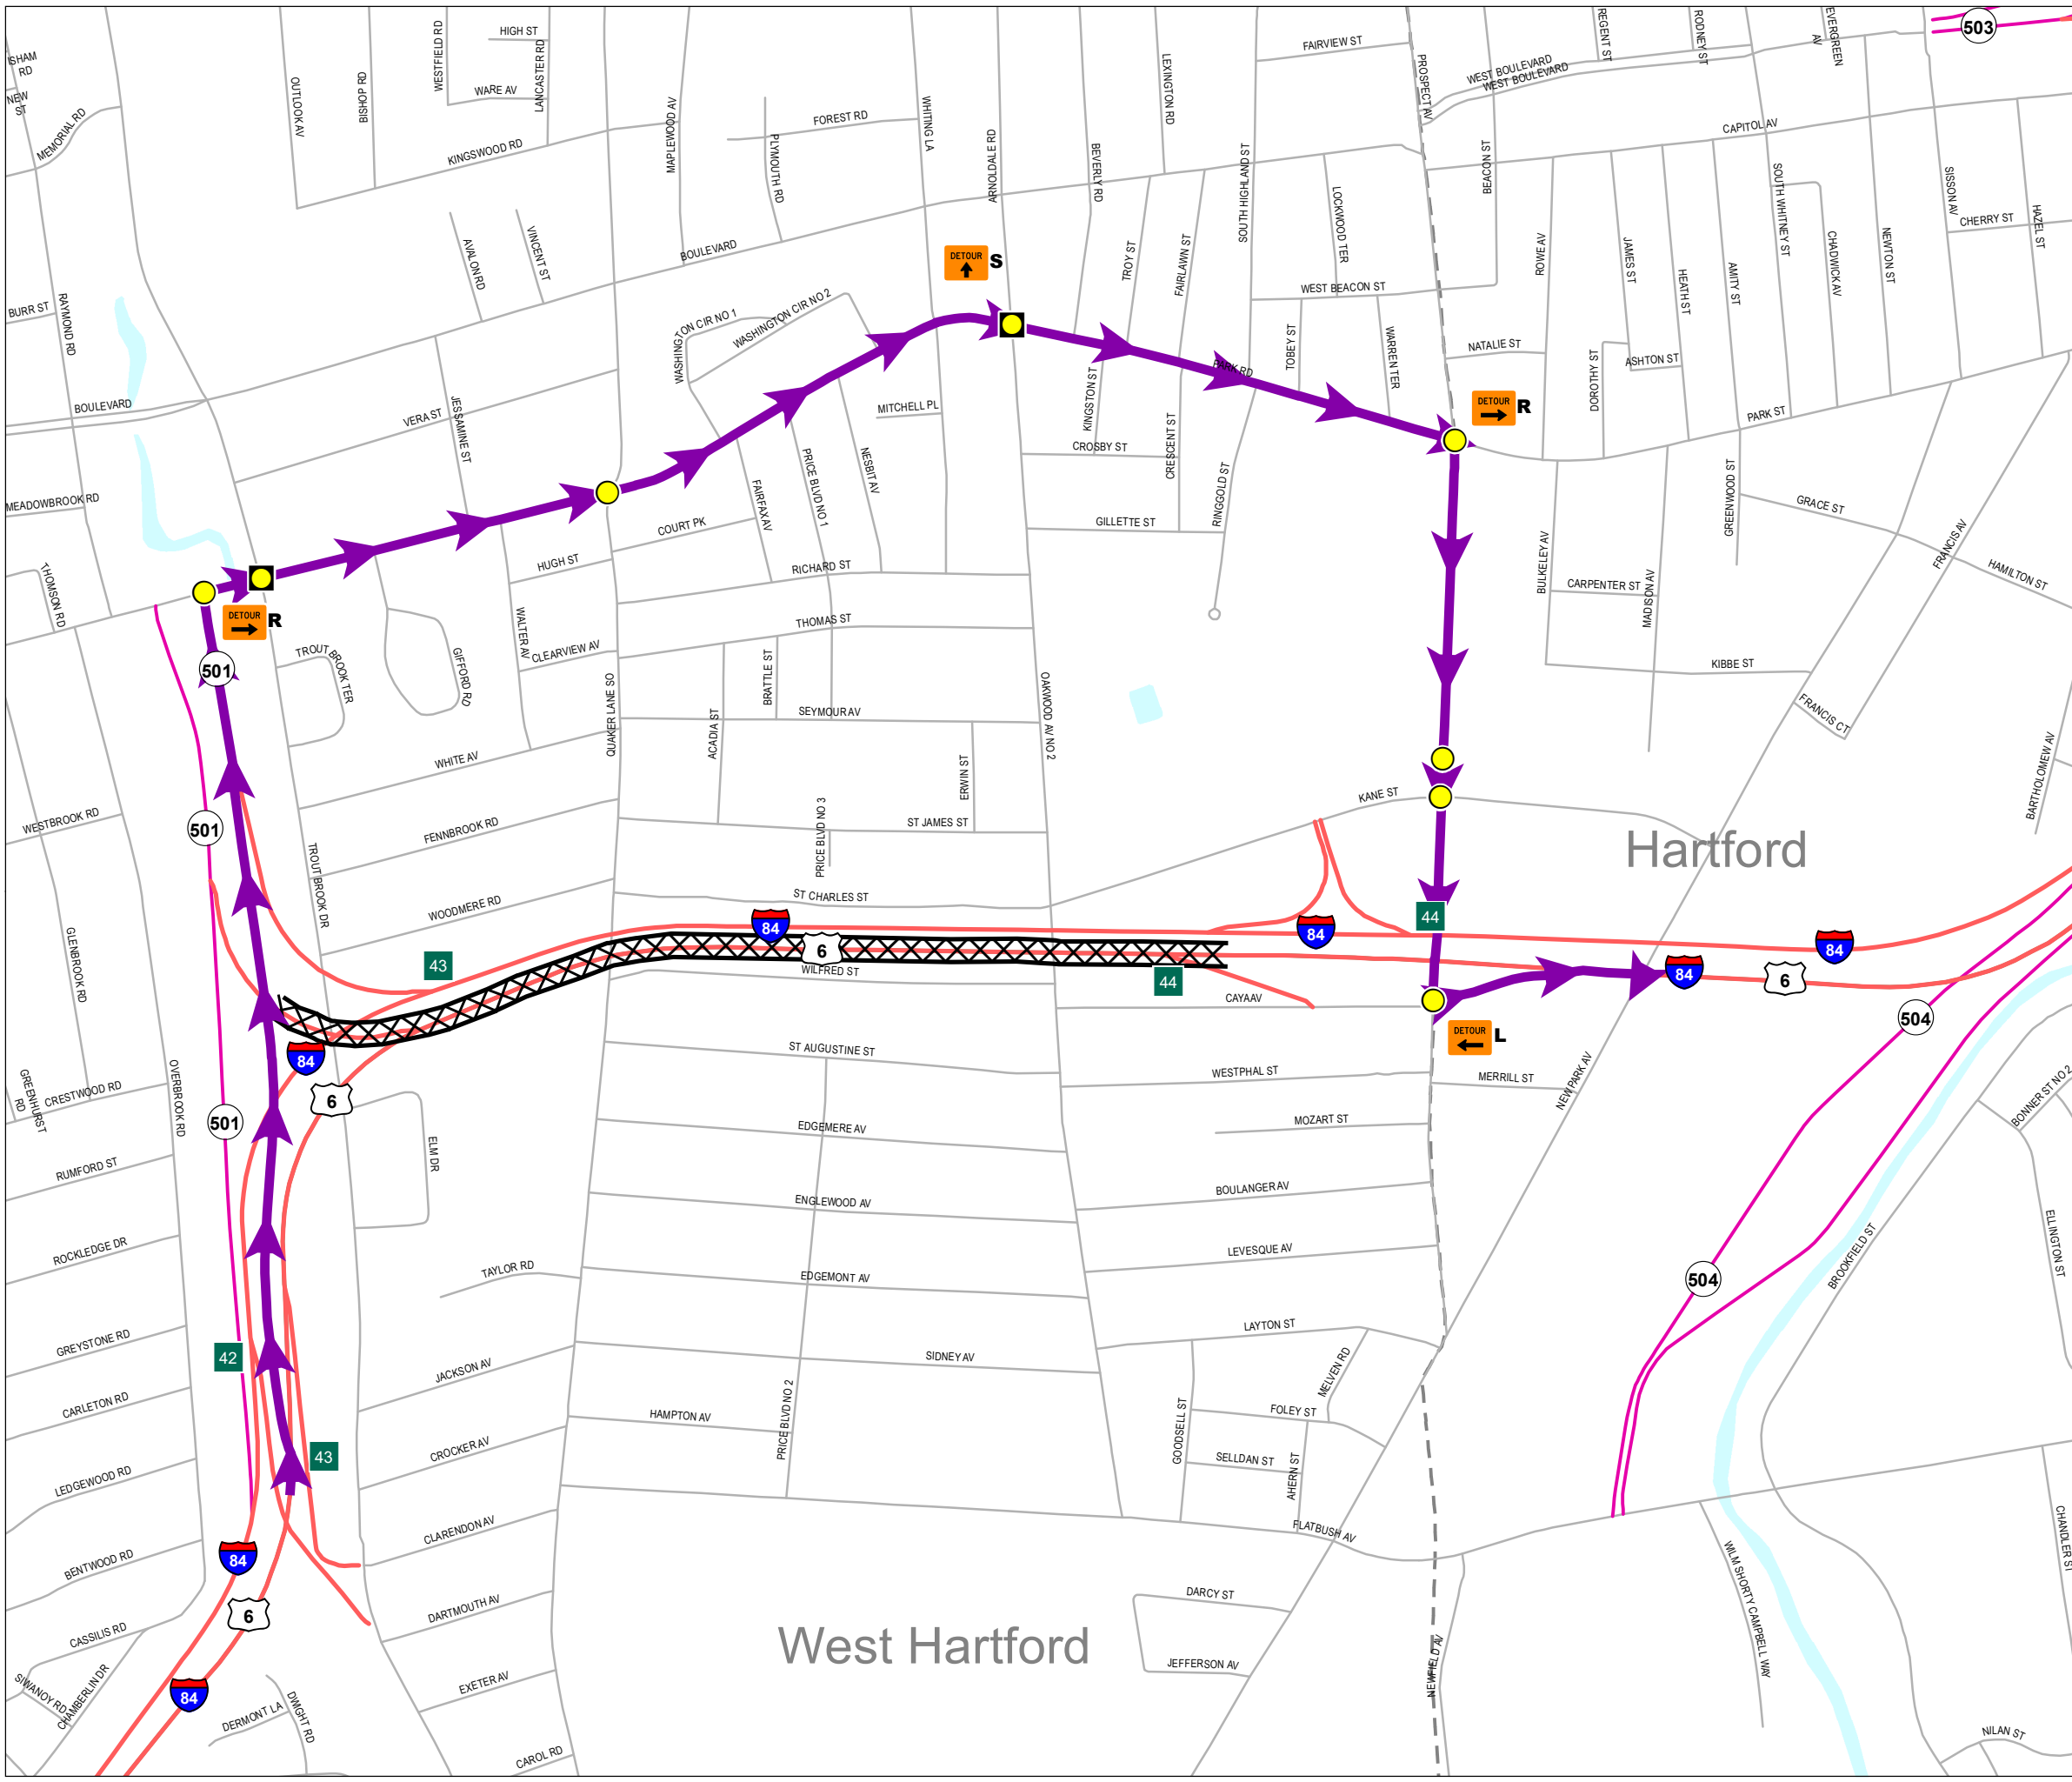 503
ISHAM
RD
NEW
ST
MEMORIAL RD
OUTLOOK AV
BISHOP RD
WESTFIELD RD
HIGH ST
WARE AV
LANCASTER RD
KINGSWOOD RD
MAPLEWOOD AV
PLYMOUTH RD
FOREST RD
WHITING LA
ARNOLDALE RD
BEVERLY RD
LEXINGTON RD
SOUTH HIGHLAND ST
FAIRVIEW ST
PROSPECT AV
WEST BOULEVARD
WEST BOULEVARD
REGENT ST
RODNEY ST
EVERGREEN
AV
CAPITOL AV
BEACON ST
LOCKWOOD TER
SOUTH WHITNEY ST
SISSON AV
HAZEL ST
CHERRY ST
AVALON RD
VINCENT ST
BOULEVARD
TROY ST
FAIRLAWN ST
ROWE AV
JAMES ST
HEATH ST
AMITY ST
CHADWICK AV
NEWTON ST
BURR ST
RAYMOND RD
BOULEVARD
DETOUR
S
WEST BEACON ST
WASHINGTON CIR NO 1
WASHINGTON CIR NO 2
TOBEY ST
WARREN TER
NATALIE ST
DOROTHY ST
ASHTON ST
PARK RD
DETOUR
R
PARK ST
VERA ST
JESSAMINE ST
MITCHELL PL
KINGSTON ST
CROSBY ST
CRESCENT ST
RINGGOLD ST
MEADOWBROOK RD
COURT PK
FAIRFAX AV
PRICE BLVD NO 1
NESBIT AV
GILLETTE ST
GREENWOOD ST
GRACE ST
FRANCIS AV
HAMILTON ST
THOMSON RD
HUGH ST
RICHARD ST
BULKELEY AV
CARPENTER ST
MADISON AV
DETOUR
R
WALTER AV
THOMAS ST
TROUT BROOK TER
GIFFORD RD
CLEARVIEW AV
BRATTLE ST
KIBBE ST
501
QUAKER LANE SO
ACADIA ST
SEYMOUR AV
OAKWOOD AV NO 2
FRANCIS CT
WHITE AV
ERWIN ST
BARTHOLOMEW AV
WESTBROOK RD
501
FENNBROOK RD
PRICE BLVD NO 3
ST JAMES ST
KANE ST
Hartford
TROUT BROOK DR
WOODMERE RD
ST CHARLES ST
GLENBROOK RD
43
84
6
84
44
84
WILFRED ST
44
84
6
CAYA AV
504
84
DETOUR
L
ST AUGUSTINE ST
WESTPHAL ST
MERRILL ST
NEW PARK AV
GREENHURST
RD
CRESTWOOD RD
OVERBROOK RD
501
6
ELM DR
EDGEMERE AV
MOZART ST
BONNER ST NO 2
RUMFORD ST
ENGLEWOOD AV
BOULANGER AV
ELLINGTON ST
ROCKLEDGE DR
TAYLOR RD
EDGEMONT AV
LEVESQUE AV
BROOKFIELD ST
504
GREYSTONE RD
42
JACKSON AV
SIDNEY AV
LAYTON ST
MELVEN RD
CARLETON RD
HAMPTON AV
PRICE BLVD NO 2
GOODSELL ST
FOLEY ST
43
CROCKER AV
SELLDAN ST
AHERN ST
LEDGEWOOD RD
CLARENDON AV
FLATBUSH AV
CHANDLER ST
84
BENTWOOD RD
6
DARTMOUTH AV
DARCY ST
WILM SHORTY CAMPBELL WAY
CASSILIS RD
West Hartford
JEFFERSON AV
NEWFIELD AV
SIWANOY RD
CHAMBERLIN DR
84
EXETER AV
DERMONT LA
DWIGHT RD
CAROL RD
NILAN ST